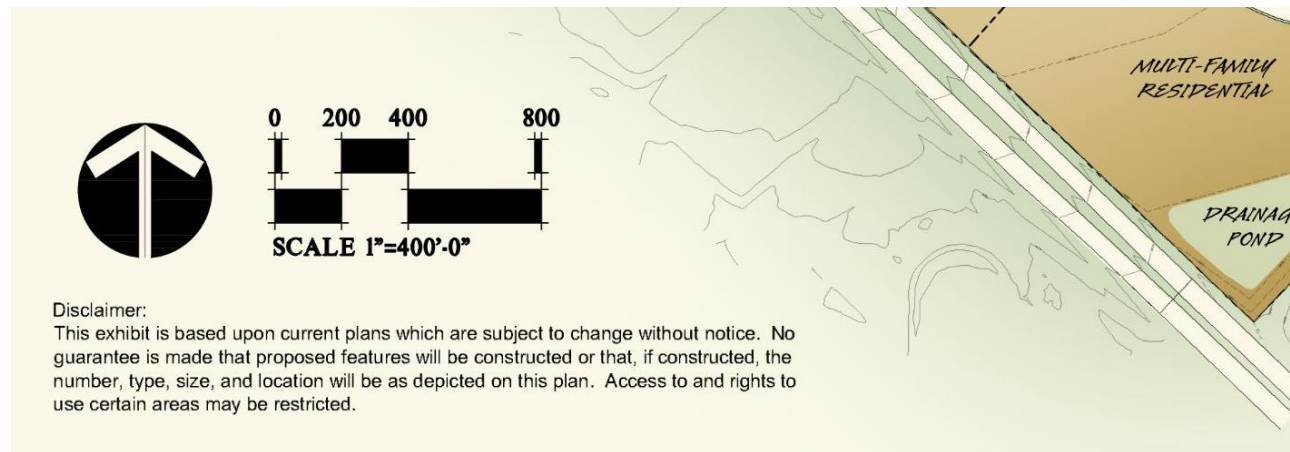 MULTI-FAMILY
RESIDENTIAL
0 200 400 800
SCALE 1"=400'-0"
POND
Disclaimer:
This exhibit is based upon current plans which are subject to change without notice. No
guarantee is made that proposed features will be constructed or that, if constructed, the
number, type, size, and location will be as depicted on this plan. Access to and rights to
use certain areas may be restricted.